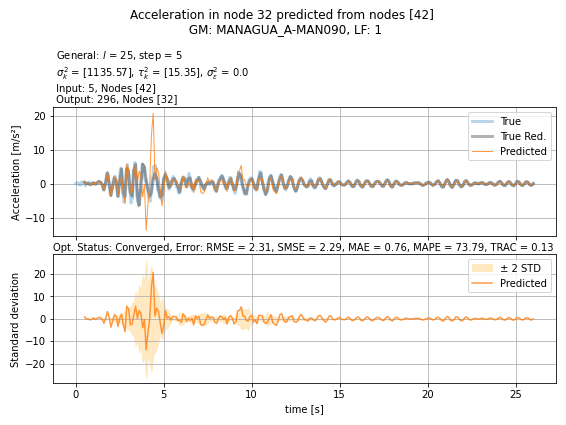 Acceleration in node 32 predicted from nodes [42]
GM: MANAGUA_A-MAN090, LF: 1
General: l = 25, step = 5
σ²ₖ = [1135.57], τ²ₖ = [15.35], σ²_ε = 0.0
Input: 5, Nodes [42]
Output: 296, Nodes [32]
Acceleration [m/s²]
20
10
0
−10
True
True Red.
Predicted
Opt. Status: Converged, Error: RMSE = 2.31, SMSE = 2.29, MAE = 0.76, MAPE = 73.79, TRAC = 0.13
Standard deviation
20
10
0
−10
−20
± 2 STD
Predicted
0 5 10 15 20 25
time [s]